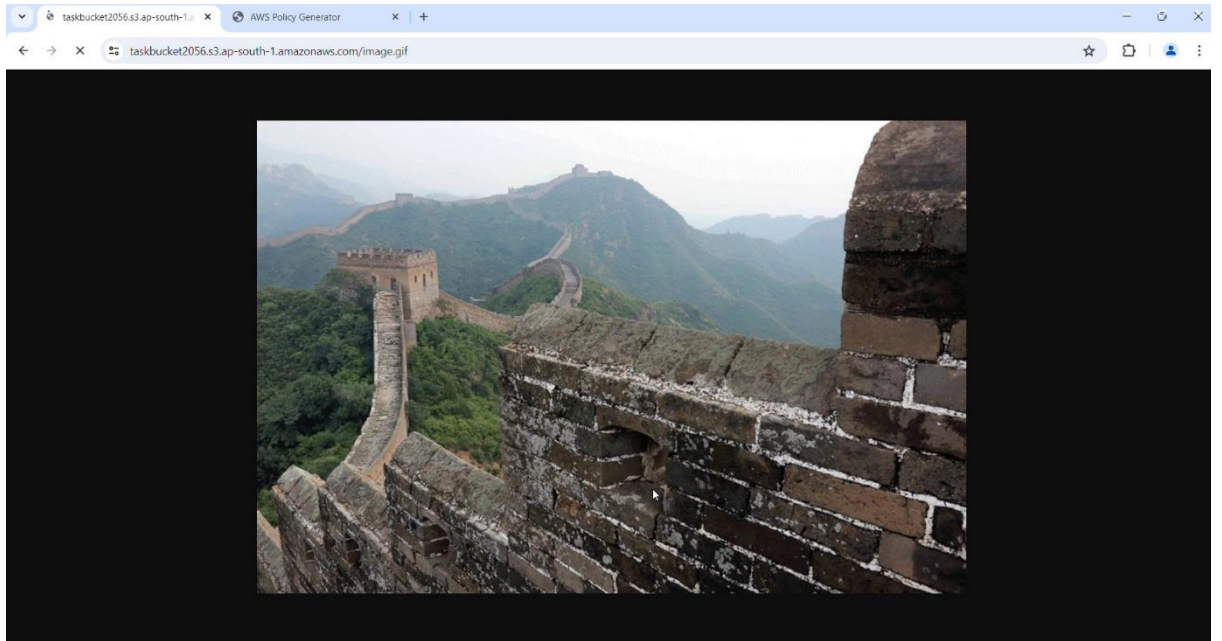 taskbucket2056.s3.ap-south-1.a
AWS Policy Generator
taskbucket2056.s3.ap-south-1.amazonaws.com/image.gif